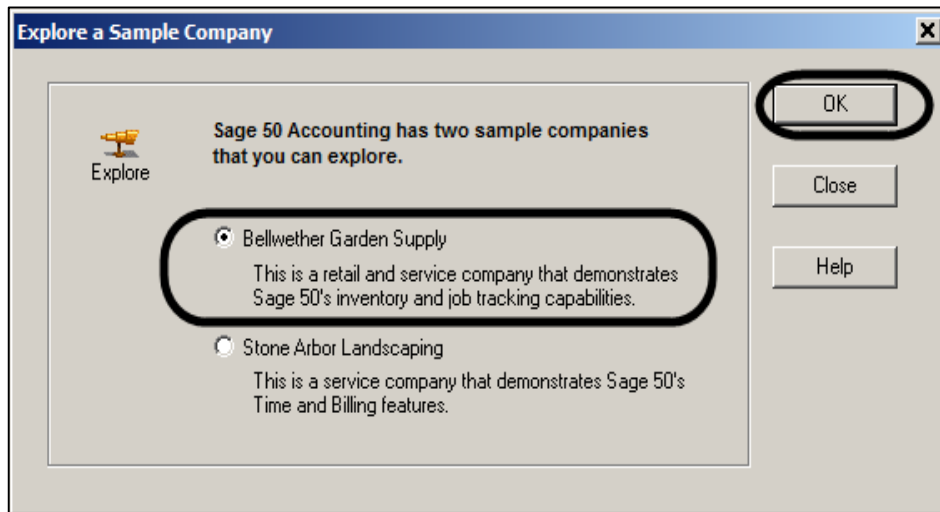 Explore a Sample Company
Explore
Sage 50 Accounting has two sample companies
that you can explore.
Bellwether Garden Supply
This is a retail and service company that demonstrates
Sage 50's inventory and job tracking capabilities.
Stone Arbor Landscaping
This is a service company that demonstrates Sage 50's
Time and Billing features.
OK
Close
Help